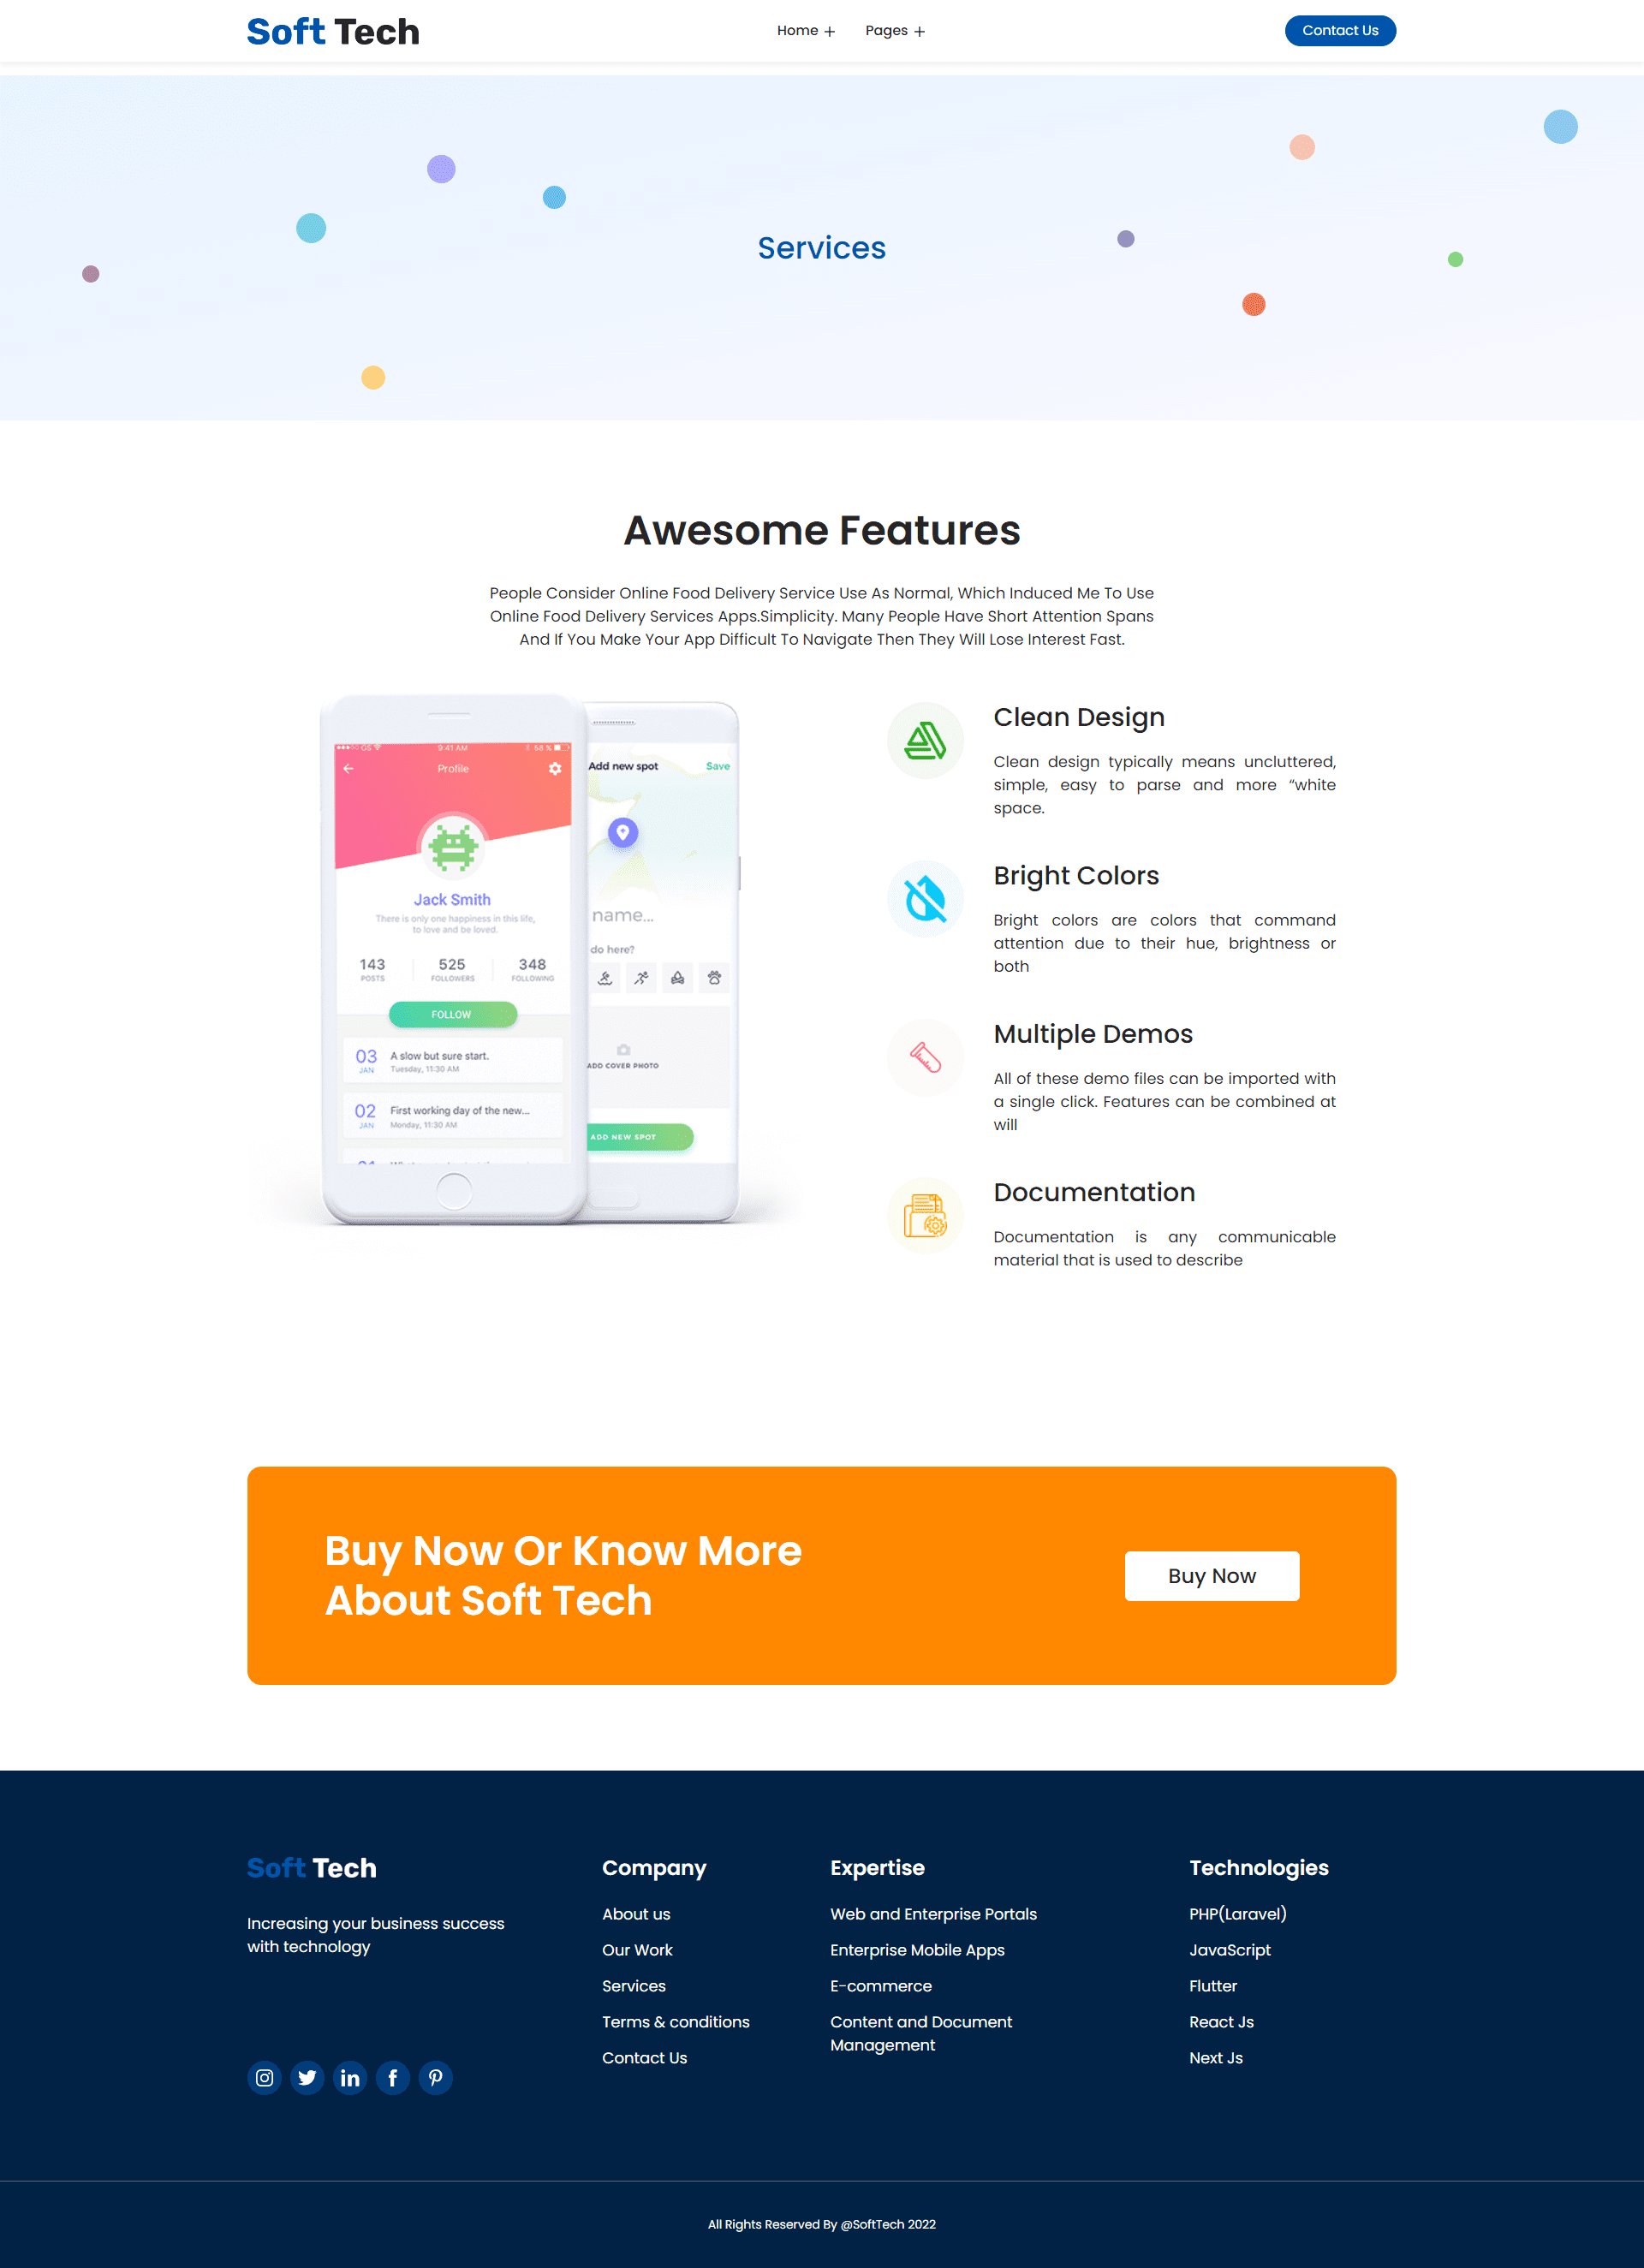 Soft Tech
Home +
Pages +
Contact Us
Services
Awesome Features
People Consider Online Food Delivery Service Use As Normal, Which Induced Me To Use
Online Food Delivery Services Apps.Simplicity. Many People Have Short Attention Spans
And If You Make Your App Difficult To Navigate Then They Will Lose Interest Fast.
GS 9:41 AM 58 %
Profile
Jack Smith
There is only one happiness in this life,
to love and be loved.
143 525 348
POSTS FOLLOWERS FOLLOWING
FOLLOW
03 A slow but sure start.
JAN Tuesday, 11:30 AM
02 First working day of the new...
JAN Monday, 11:30 AM
Add new spot Save
name...
do here?
ADD COVER PHOTO
ADD NEW SPOT
Clean Design
Clean design typically means uncluttered,
simple, easy to parse and more “white
space.
Bright Colors
Bright colors are colors that command
attention due to their hue, brightness or
both
Multiple Demos
All of these demo files can be imported with
a single click. Features can be combined at
will
Documentation
Documentation is any communicable
material that is used to describe
Buy Now Or Know More
About Soft Tech
Buy Now
Soft Tech
Increasing your business success
with technology
Company
About us
Our Work
Services
Terms & conditions
Contact Us
Expertise
Web and Enterprise Portals
Enterprise Mobile Apps
E-commerce
Content and Document
Management
Technologies
PHP(Laravel)
JavaScript
Flutter
React Js
Next Js
All Rights Reserved By @SoftTech 2022